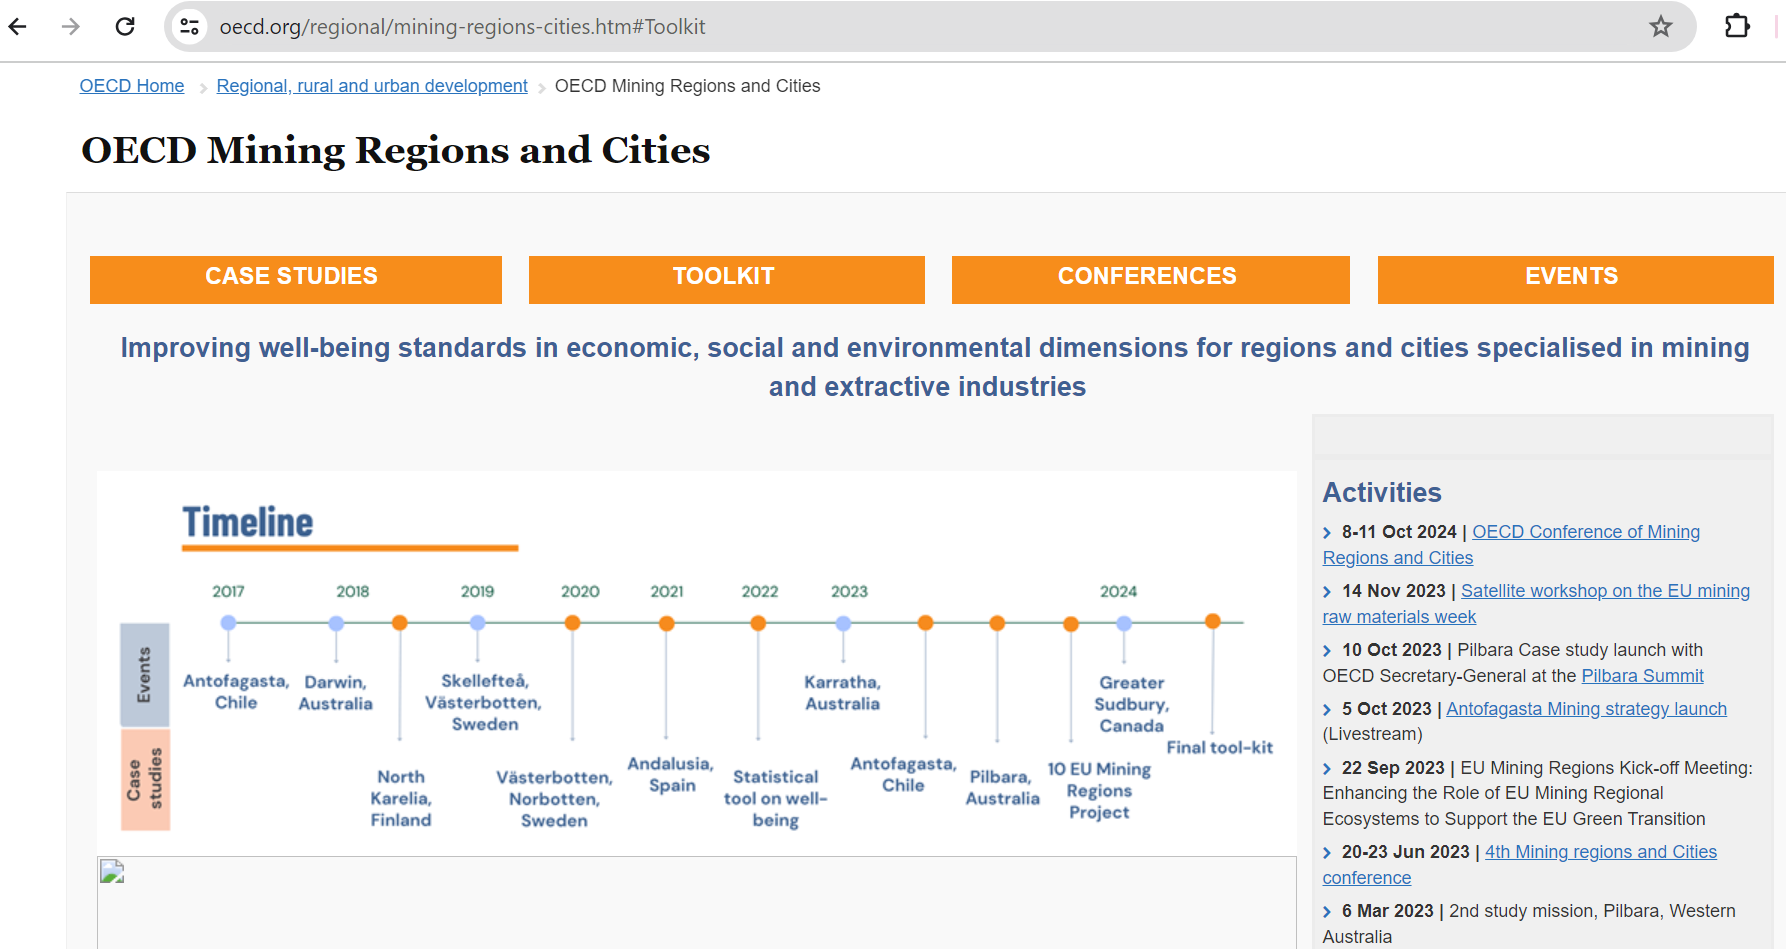 oecd.org/regional/mining-regions-cities.htm#Toolkit
OECD Home
Regional, rural and urban development
OECD Mining Regions and Cities
OECD Mining Regions and Cities
CASE STUDIES
TOOLKIT
CONFERENCES
EVENTS
Improving well-being standards in economic, social and environmental dimensions for regions and cities specialised in mining
and extractive industries
Timeline
2017
2018
2019
2020
2021
2022
2023
2024
Events
Antofagasta,
Chile
Darwin,
Australia
Skellefteå,
Västerbotten,
Sweden
Karratha,
Australia
Greater
Sudbury,
Canada
Case
studies
North
Karelia,
Finland
Västerbotten,
Norbotten,
Sweden
Andalusia,
Spain
Statistical
tool on well-
being
Antofagasta,
Chile
Pilbara,
Australia
10 EU Mining
Regions
Project
Final tool-kit
Activities
8-11 Oct 2024 | OECD Conference of Mining
Regions and Cities
14 Nov 2023 | Satellite workshop on the EU mining
raw materials week
10 Oct 2023 | Pilbara Case study launch with
OECD Secretary-General at the Pilbara Summit
5 Oct 2023 | Antofagasta Mining strategy launch
(Livestream)
22 Sep 2023 | EU Mining Regions Kick-off Meeting:
Enhancing the Role of EU Mining Regional
Ecosystems to Support the EU Green Transition
20-23 Jun 2023 | 4th Mining regions and Cities
conference
6 Mar 2023 | 2nd study mission, Pilbara, Western
Australia